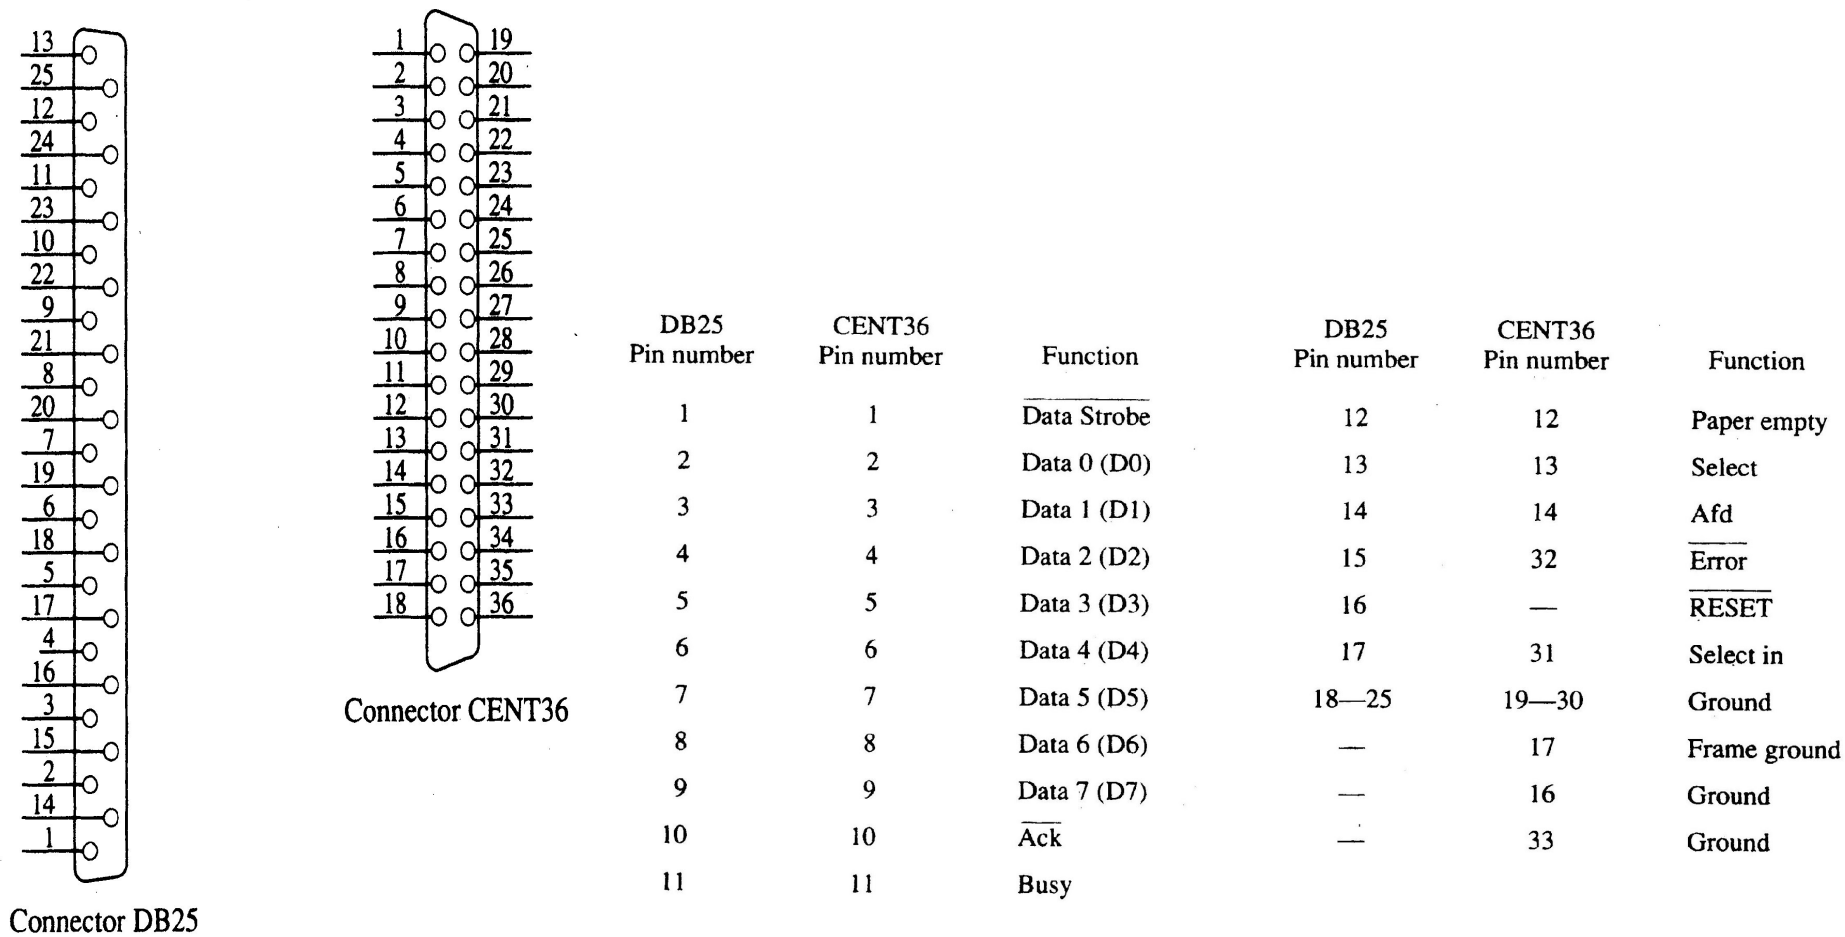 13
25
12
24
11
23
10
22
9
21
8
20
7
19
6
18
5
17
4
16
3
15
2
14
1
Connector DB25
1 19
2 20
3 21
4 22
5 23
6 24
7 25
8 26
9 27
10 28
11 29
12 30
13 31
14 32
15 33
16 34
17 35
18 36
Connector CENT36
DB25 CENT36
Pin number Pin number Function
1 1 Data Strobe
2 2 Data 0 (D0)
3 3 Data 1 (D1)
4 4 Data 2 (D2)
5 5 Data 3 (D3)
6 6 Data 4 (D4)
7 7 Data 5 (D5)
8 8 Data 6 (D6)
9 9 Data 7 (D7)
10 10 Ack
11 11 Busy
DB25 CENT36
Pin number Pin number Function
12 12 Paper empty
13 13 Select
14 14 Afd
15 32 Error
16 — RESET
17 31 Select in
18—25 19—30 Ground
— 17 Frame ground
— 16 Ground
— 33 Ground